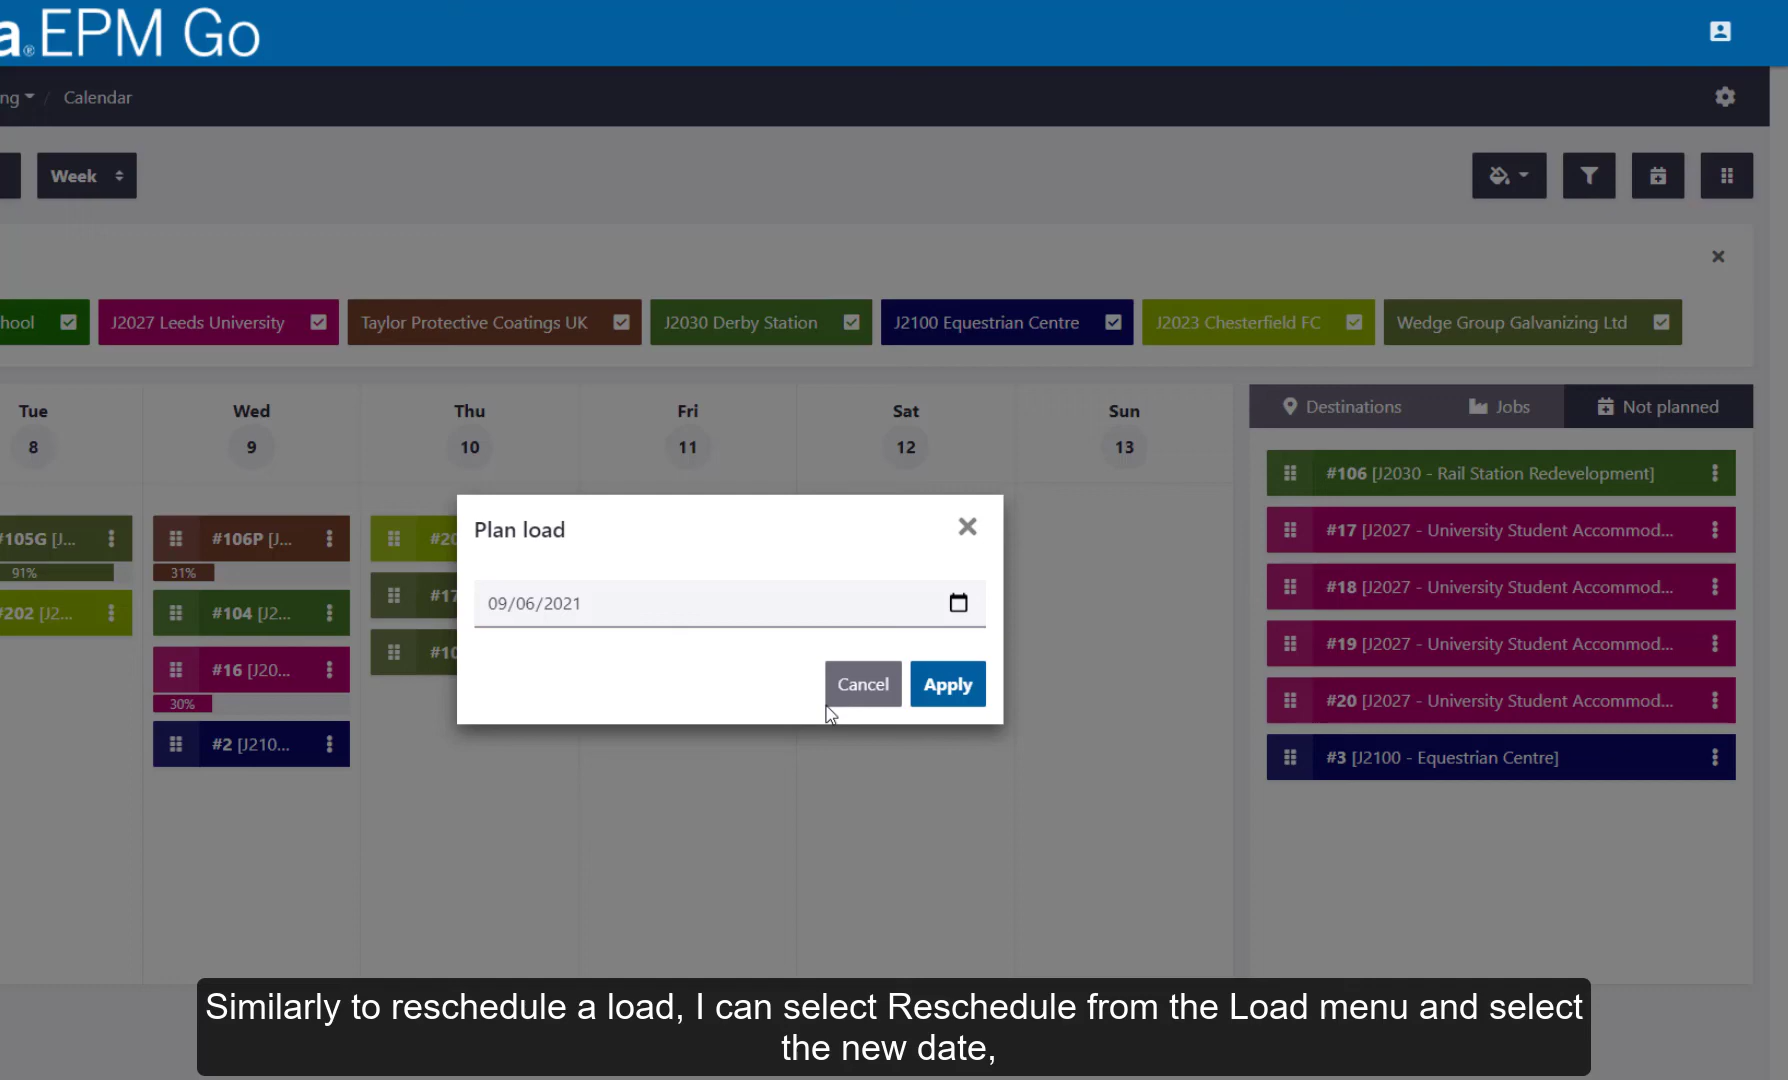 a® EPM Go
ng / Calendar
Week
hool
J2027 Leeds University
Taylor Protective Coatings UK
J2030 Derby Station
J2100 Equestrian Centre
J2023 Chesterfield FC
Wedge Group Galvanizing Ltd
Tue
Wed
Thu
Fri
Sat
Sun
8
9
10
11
12
13
Destinations
Jobs
Not planned
#105G [J...
91%
#202 [J2...
#106P [J...
31%
#104 [J2...
#16 [J20...
30%
#2 [J210...
#20
#17
#10
Plan load
09/06/2021
Cancel
Apply
#106 [J2030 - Rail Station Redevelopment]
#17 [J2027 - University Student Accommod...
#18 [J2027 - University Student Accommod...
#19 [J2027 - University Student Accommod...
#20 [J2027 - University Student Accommod...
#3 [J2100 - Equestrian Centre]
Similarly to reschedule a load, I can select Reschedule from the Load menu and select
the new date,